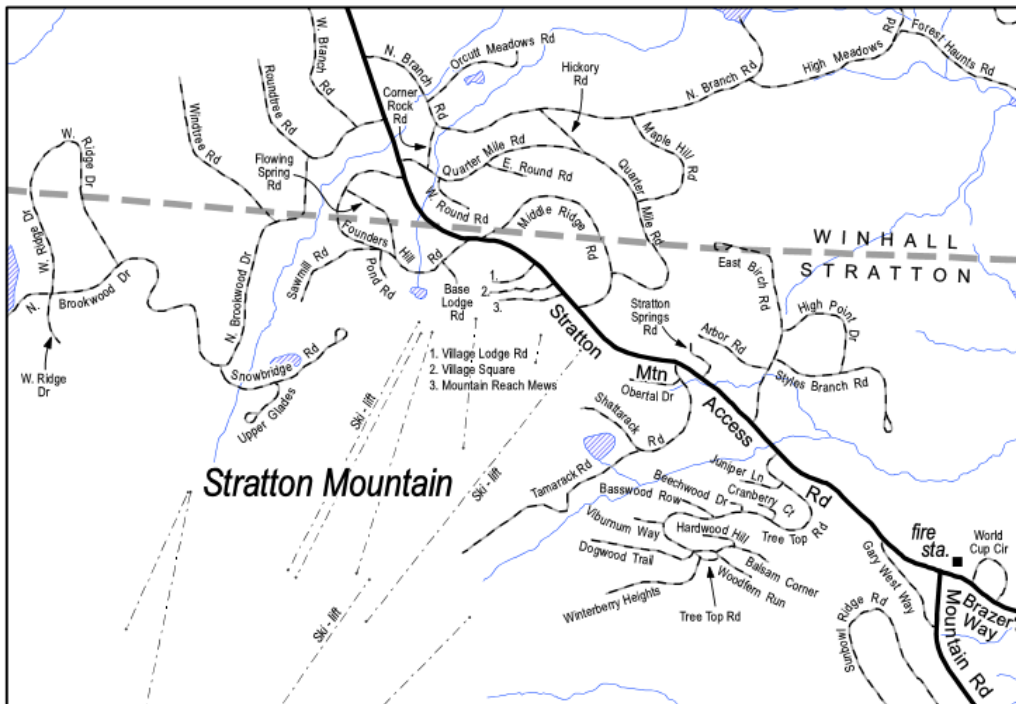 W. Branch Rd
N. Branch Rd
Orcutt Meadows Rd
Hickory Rd
N. Branch Rd
High Meadows Rd
Forest Haunts Rd
Roundtree Rd
Windtree Rd
Corner Rock Rd
Flowing Spring Rd
W. Ridge Dr
W. Ridge Dr
Quarter Mile Rd
E. Round Rd
W. Round Rd
Maple Hill Rd
Quarter Mile Rd
Middle Ridge Rd
WINHALL
STRATTON
Founders Hill Rd
Sawmill Rd
Pond Rd
Base Lodge Rd
N. Brookwood Dr
N. Brookwood Dr
W. Ridge Dr
1.
2.
3.
East Birch Rd
High Point Dr
Stratton Springs Rd
Arbor Rd
Styles Branch Rd
Snowbridge Rd
Upper Glades
1. Village Lodge Rd
2. Village Square
3. Mountain Reach Mews
Stratton Mtn Access Rd
Obertal Dr
Shattarack Rd
Tamarack Rd
Ski - lift
Ski - lift
Ski - lift
Stratton Mountain
Juniper Ln
Cranberry Ct
Beechwood Dr
Basswood Row
Tree Top Rd
Viburnum Way
Hardwood Hill
Dogwood Trail
Balsam Corner
Woodfern Run
Winterberry Heights
Tree Top Rd
fire sta.
World Cup Cir
Gary West Way
Sunbowl Ridge Rd
Mountain Rd
Brazer Way